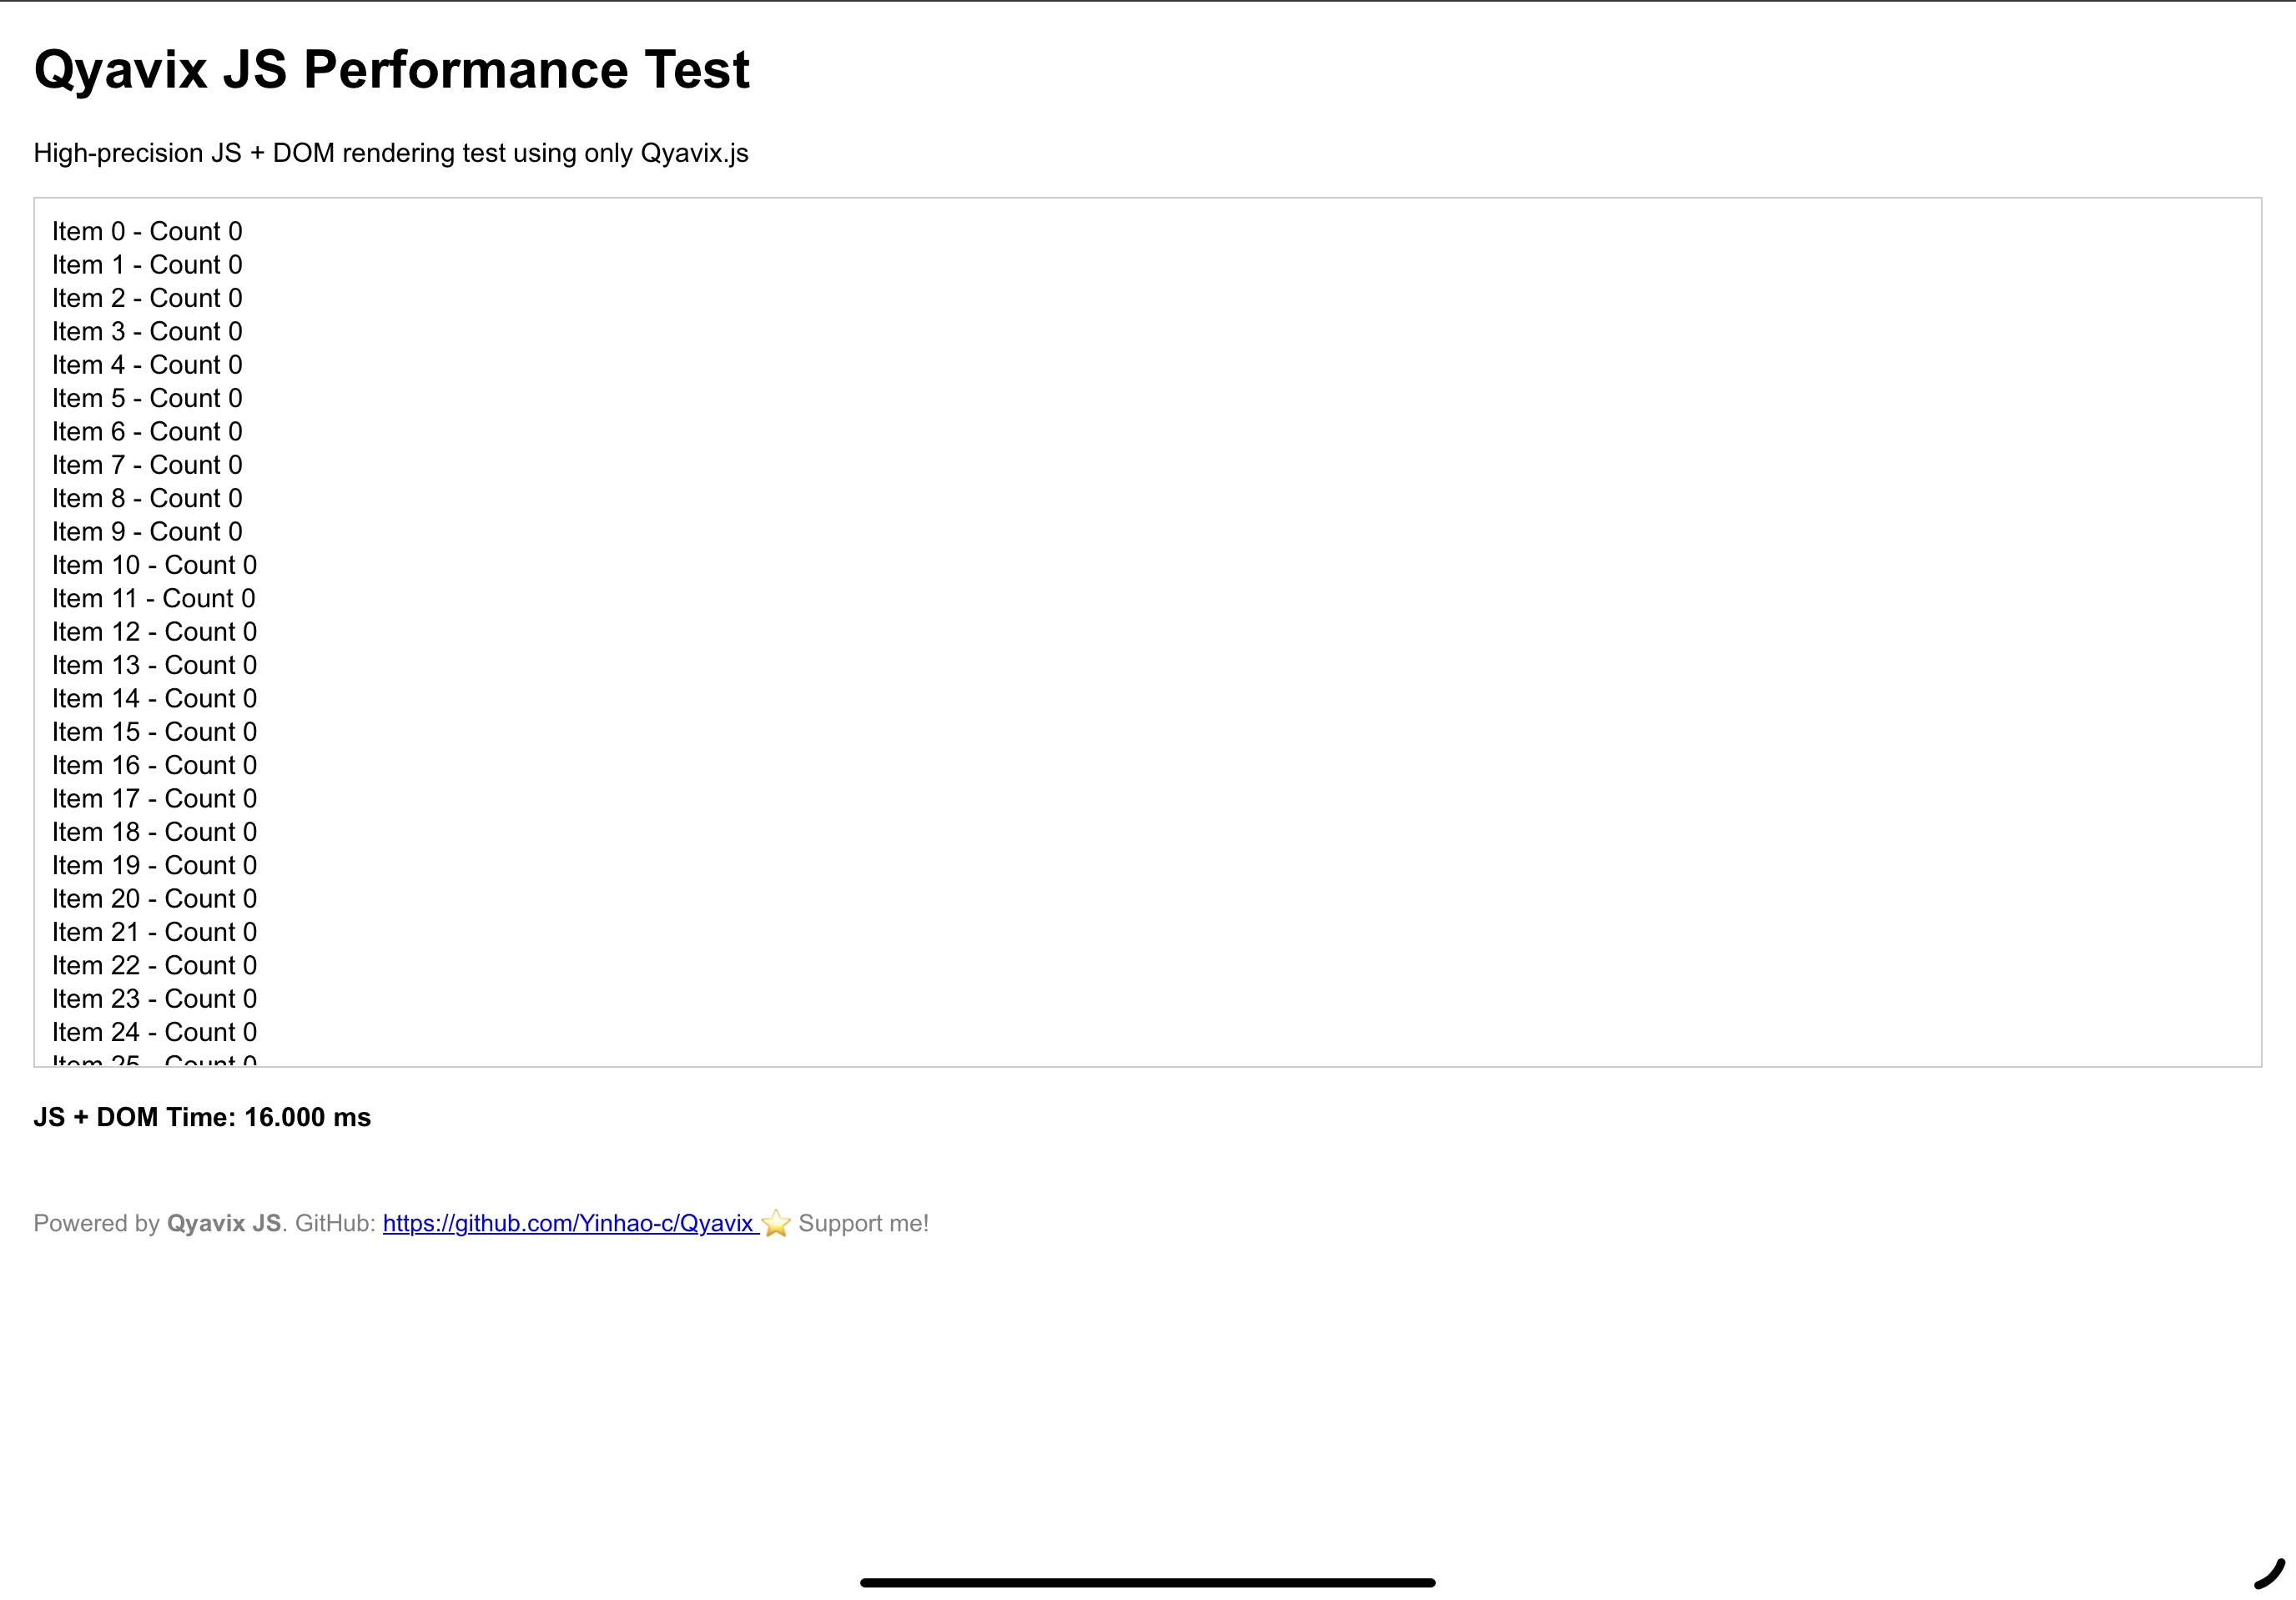 Qyavix JS Performance Test
High-precision JS + DOM rendering test using only Qyavix.js
Item 0 - Count 0
Item 1 - Count 0
Item 2 - Count 0
Item 3 - Count 0
Item 4 - Count 0
Item 5 - Count 0
Item 6 - Count 0
Item 7 - Count 0
Item 8 - Count 0
Item 9 - Count 0
Item 10 - Count 0
Item 11 - Count 0
Item 12 - Count 0
Item 13 - Count 0
Item 14 - Count 0
Item 15 - Count 0
Item 16 - Count 0
Item 17 - Count 0
Item 18 - Count 0
Item 19 - Count 0
Item 20 - Count 0
Item 21 - Count 0
Item 22 - Count 0
Item 23 - Count 0
Item 24 - Count 0
Item 25 - Count 0
JS + DOM Time: 16.000 ms
Powered by Qyavix JS. GitHub: https://github.com/Yinhao-c/Qyavix ⭐ Support me!